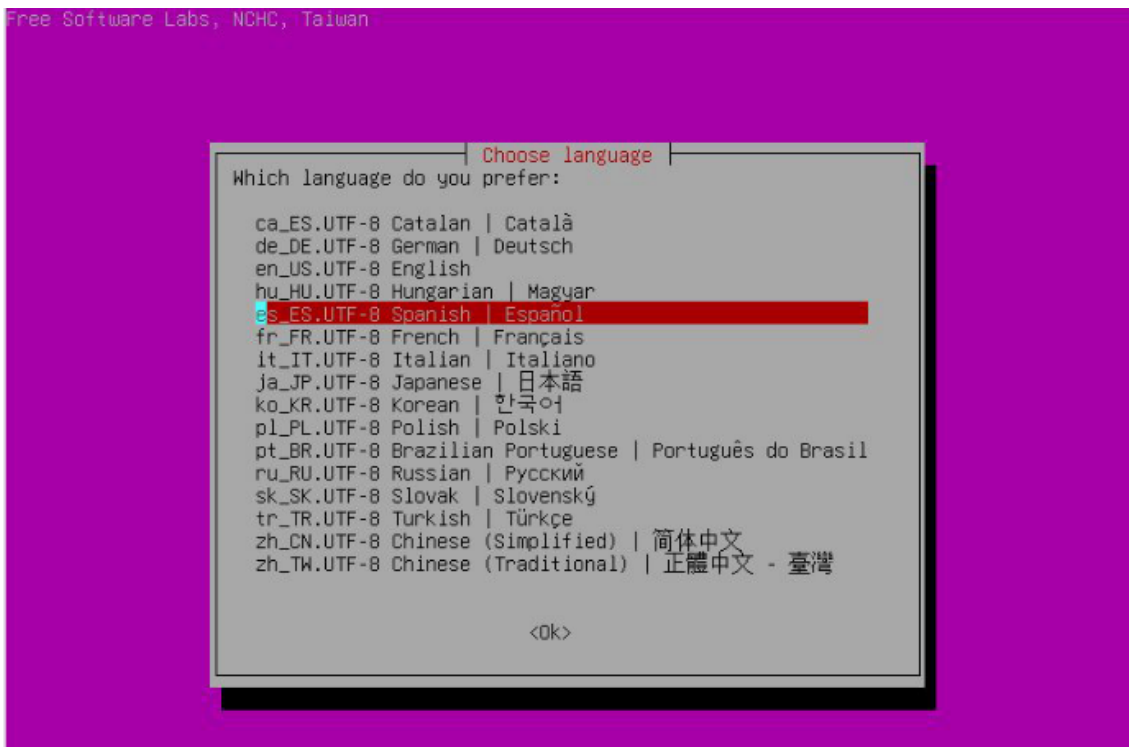 Free Software Labs, NCHC, Taiwan
Choose language
Which language do you prefer:
ca_ES.UTF-8 Catalan | Català
de_DE.UTF-8 German | Deutsch
en_US.UTF-8 English
hu_HU.UTF-8 Hungarian | Magyar
es_ES.UTF-8 Spanish | Español
fr_FR.UTF-8 French | Français
it_IT.UTF-8 Italian | Italiano
ja_JP.UTF-8 Japanese | 日本語
ko_KR.UTF-8 Korean | 한국어
pl_PL.UTF-8 Polish | Polski
pt_BR.UTF-8 Brazilian Portuguese | Português do Brasil
ru_RU.UTF-8 Russian | Русский
sk_SK.UTF-8 Slovak | Slovenský
tr_TR.UTF-8 Turkish | Türkçe
zh_CN.UTF-8 Chinese (Simplified) | 简体中文
zh_TW.UTF-8 Chinese (Traditional) | 正體中文 - 臺灣
<Ok>